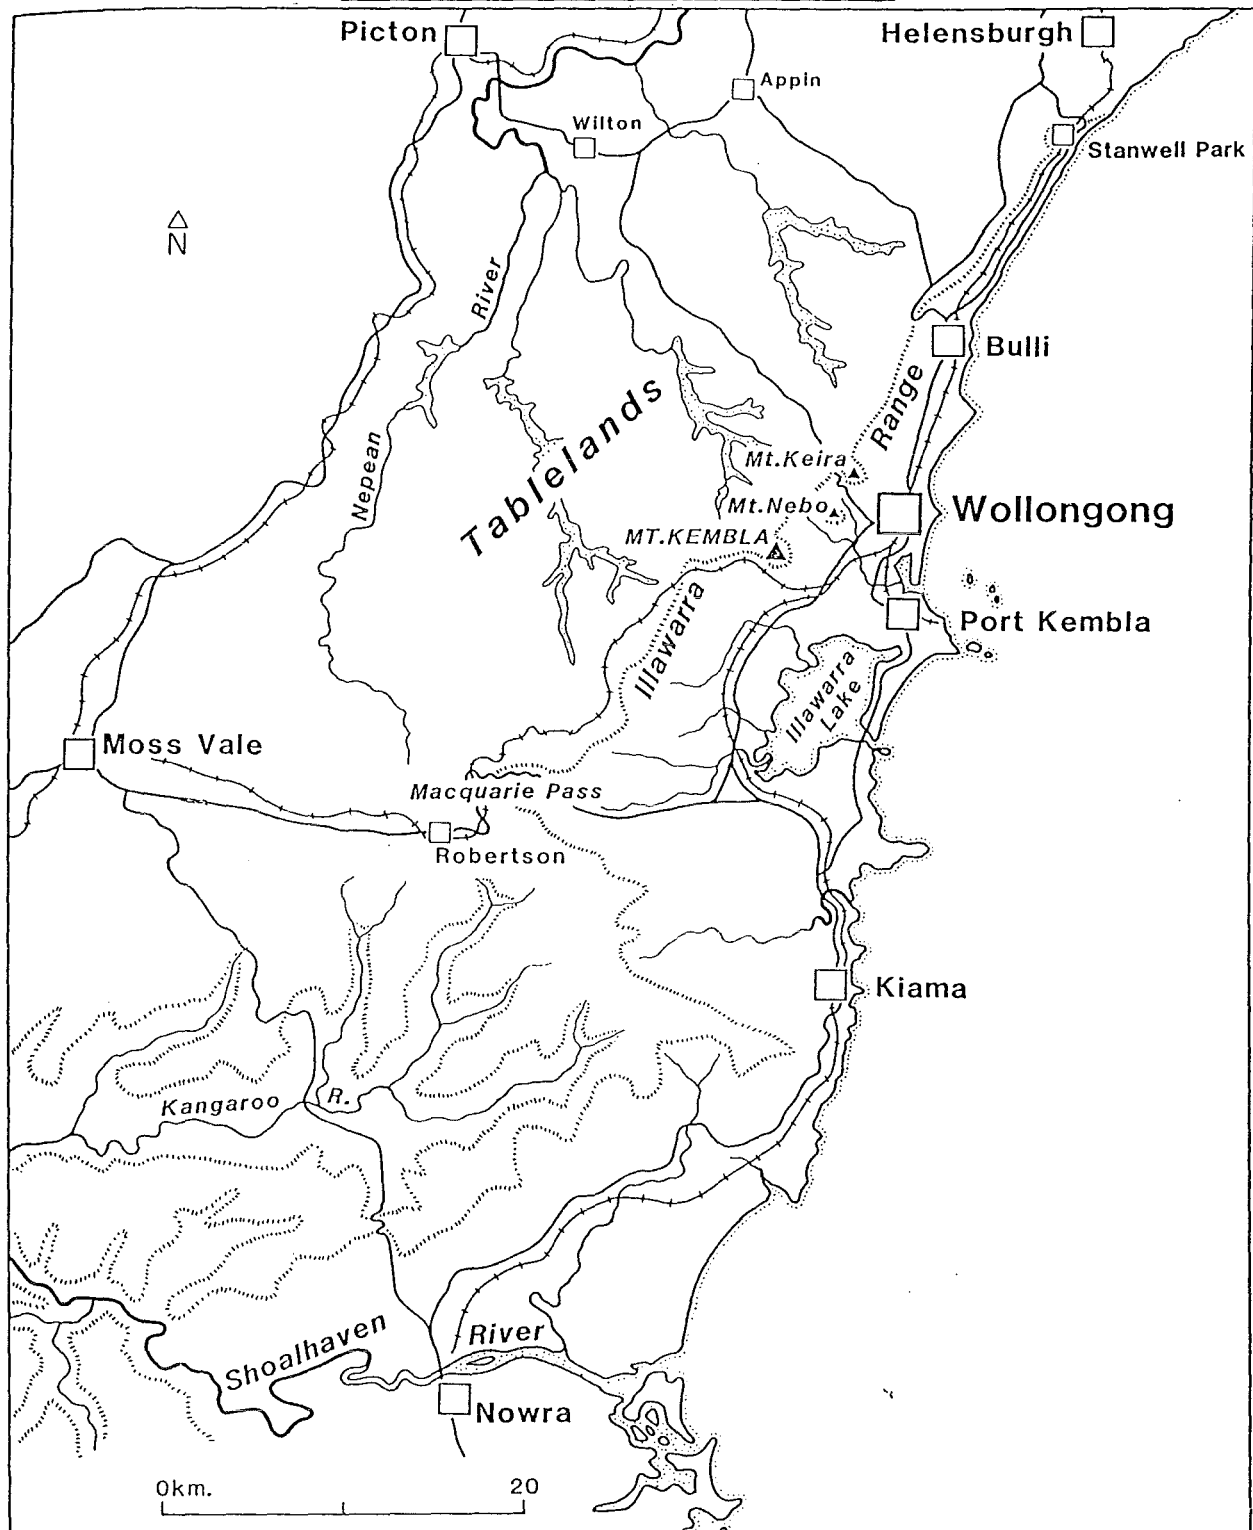 Picton
Helensburgh
Appin
Wilton
Stanwell Park
N
River
Bulli
Range
Tablelands
Nepean
Mt.Keira
Mt.Nebo
Wollongong
MT.KEMBLA
Port Kembla
Illawarra
Illawarra
Lake
Moss Vale
Macquarie Pass
Robertson
Kiama
Kangaroo
R.
Shoalhaven
River
Nowra
0km.
20